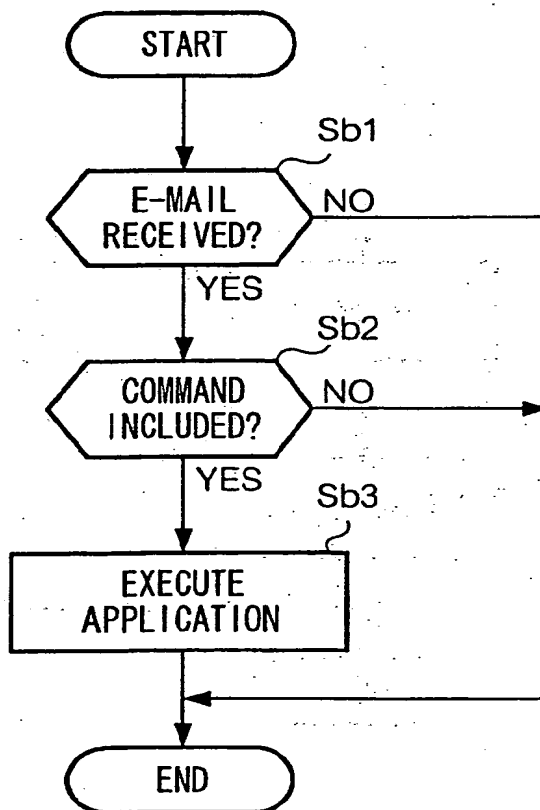 START
Sb1
E-MAIL
RECEIVED?
NO
YES
Sb2
COMMAND
INCLUDED?
NO
YES
Sb3
EXECUTE
APPLICATION
END